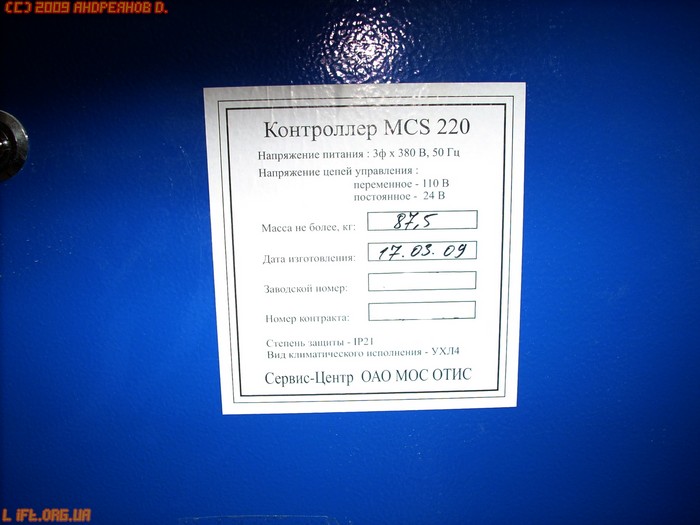 (C) 2009 АНДРЕЯНОВ D.
Контроллер MCS 220
Напряжение питания : 3ф х 380 В, 50 Гц
Напряжение цепей управления :
переменное - 110 В
постоянное - 24 В
Масса не более, кг: 87,5
Дата изготовления: 17.03.09
Заводской номер:
Номер контракта:
Степень защиты - IP21
Вид климатического исполнения - УХЛ4
Сервис-Центр ОАО МОС ОТИС
LiFT.ORG.UA